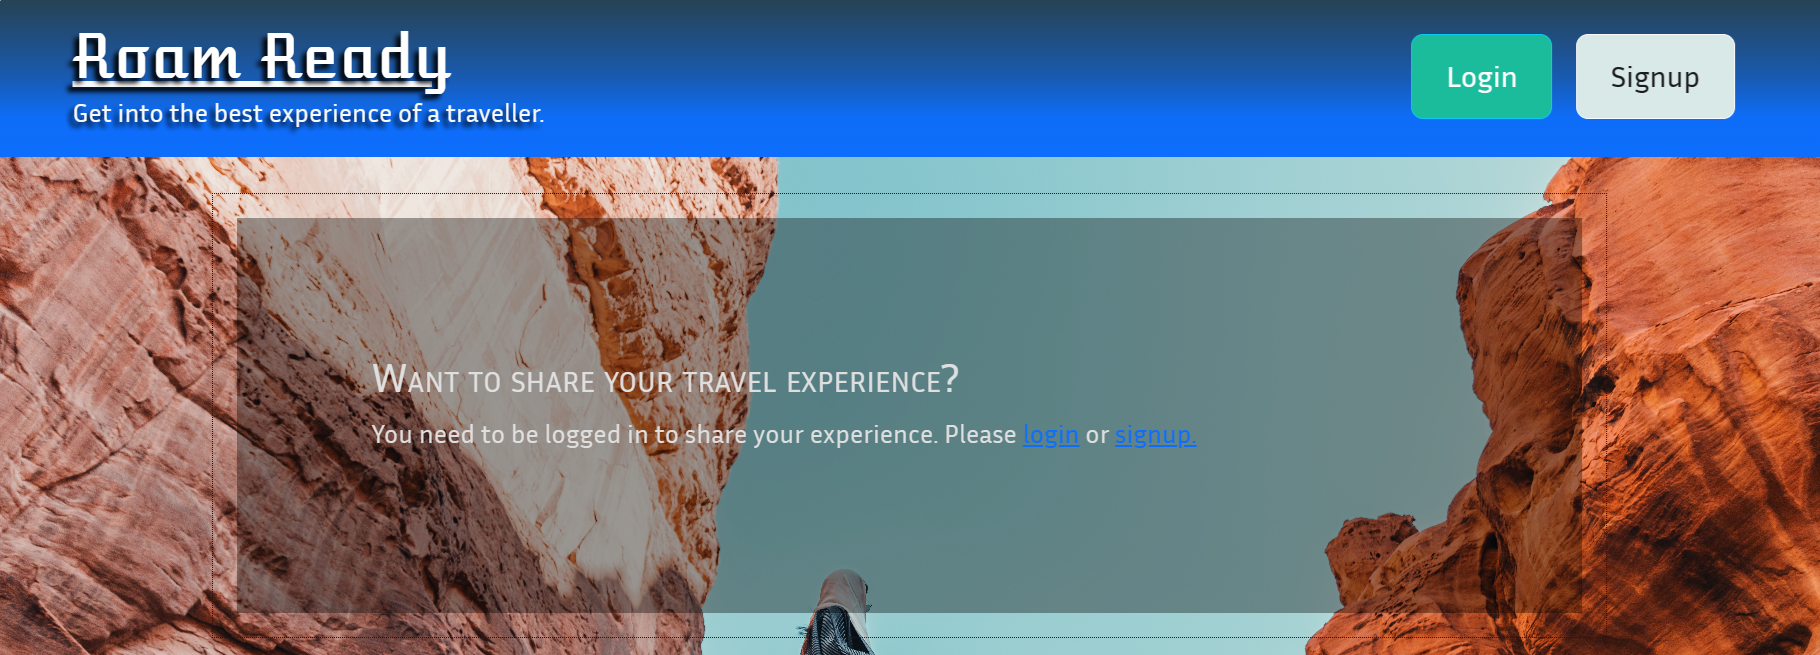 Roam Ready
Get into the best experience of a traveller.
Login
Signup
Want to share your travel experience?
You need to be logged in to share your experience. Please login or signup.